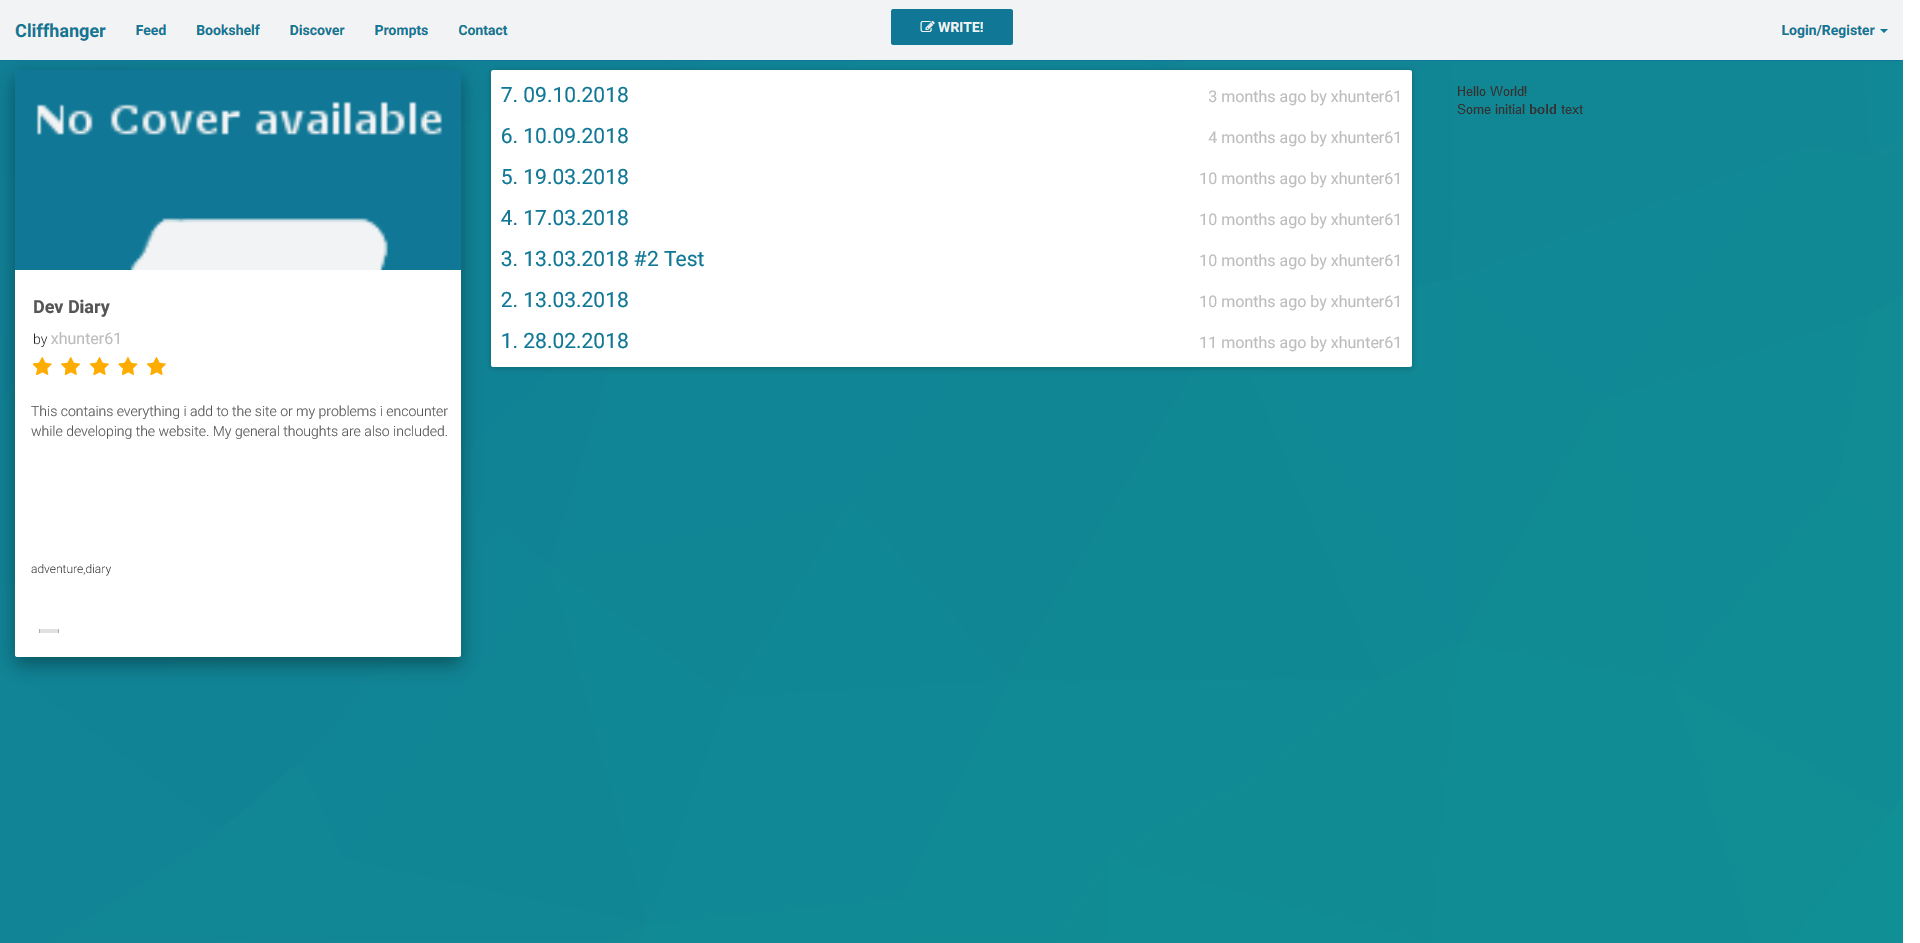 Cliffhanger Feed Bookshelf Discover Prompts Contact WRITE! Login/Register
No Cover available
Dev Diary
by xhunter61
This contains everything i add to the site or my problems i encounter
while developing the website. My general thoughts are also included.
adventure,diary
7. 09.10.2018 3 months ago by xhunter61
6. 10.09.2018 4 months ago by xhunter61
5. 19.03.2018 10 months ago by xhunter61
4. 17.03.2018 10 months ago by xhunter61
3. 13.03.2018 #2 Test 10 months ago by xhunter61
2. 13.03.2018 10 months ago by xhunter61
1. 28.02.2018 11 months ago by xhunter61
Hello World!
Some initial bold text